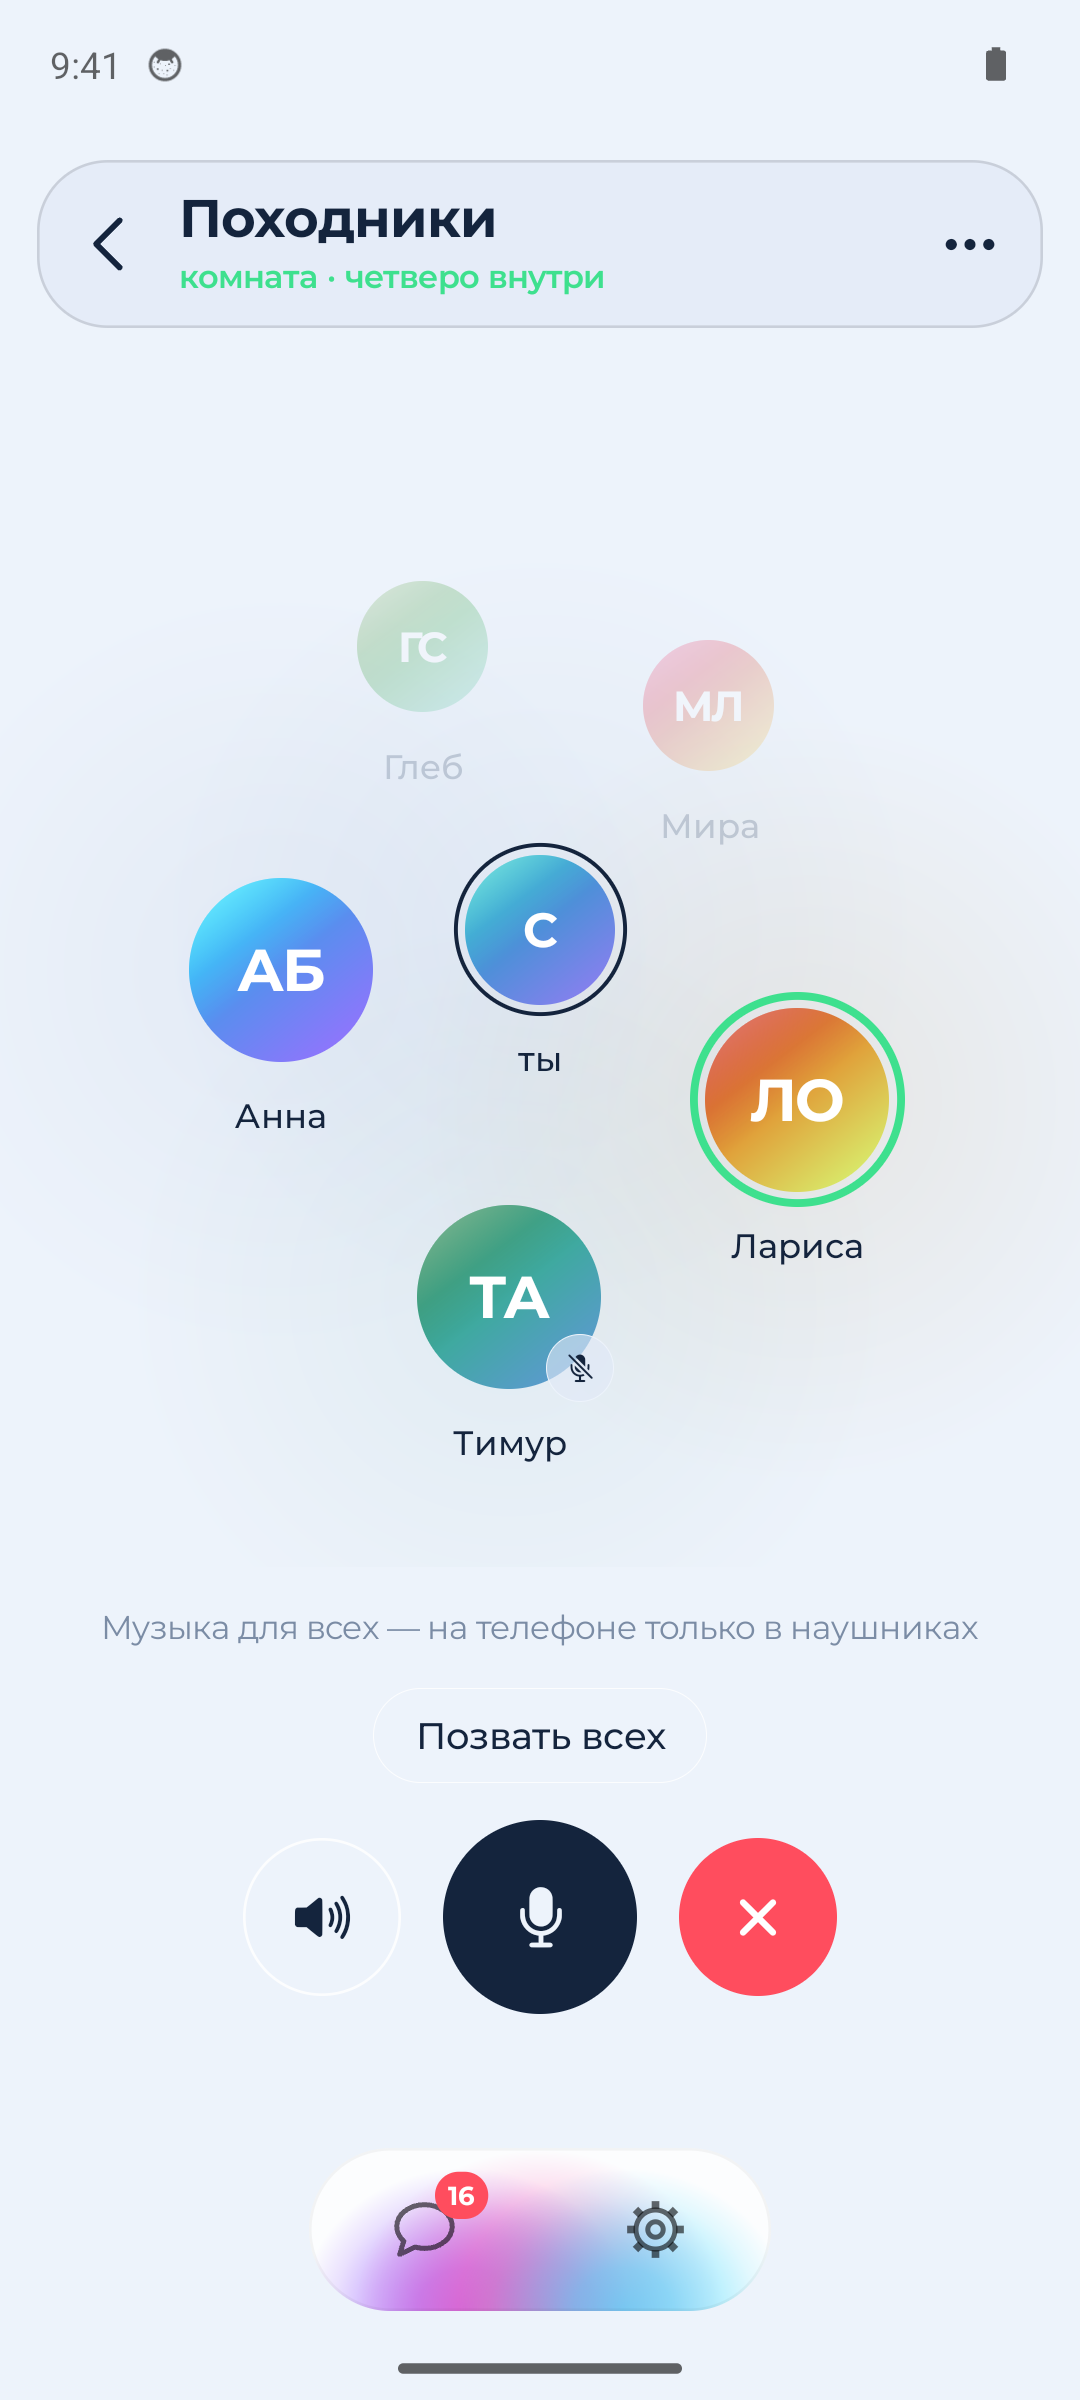 9:41
Походники
комната · четверо внутри
ГС
Глеб
МЛ
Мира
С
ты
АБ
Анна
ЛО
Лариса
ТА
Тимур
Музыка для всех — на телефоне только в наушниках
Позвать всех
16